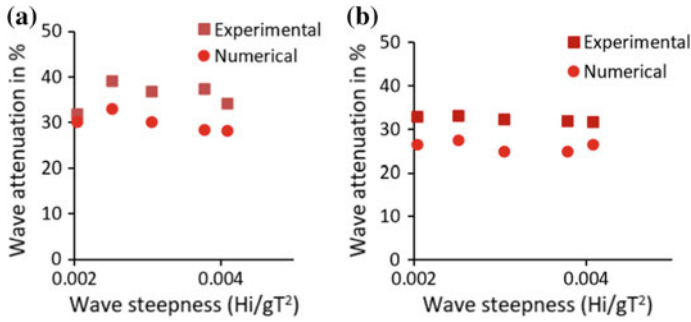 (a)
50
40
30
20
10
0
0.002
0.004
Wave attenuation in %
Wave steepness (Hi/gT²)
Experimental
Numerical
(b)
50
40
30
20
10
0
0.002
0.004
Wave attenuation in %
Wave steepness (Hi/gT²)
Experimental
Numerical